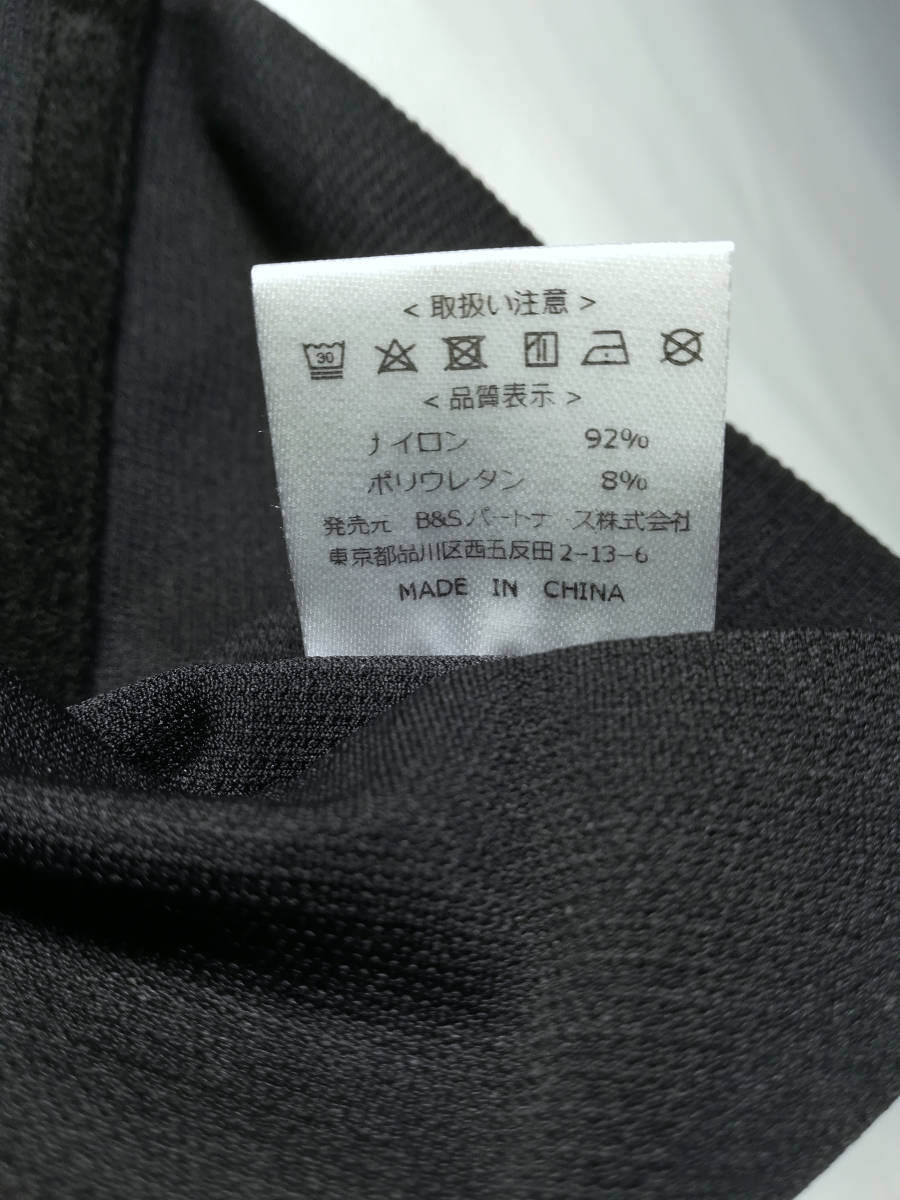 < 取扱い注意 >
30
< 品質表示 >
ナイロン 92%
ポリウレタン 8%
発売元 B&Sパートナーズ株式会社
東京都品川区西五反田2-13-6
MADE IN CHINA